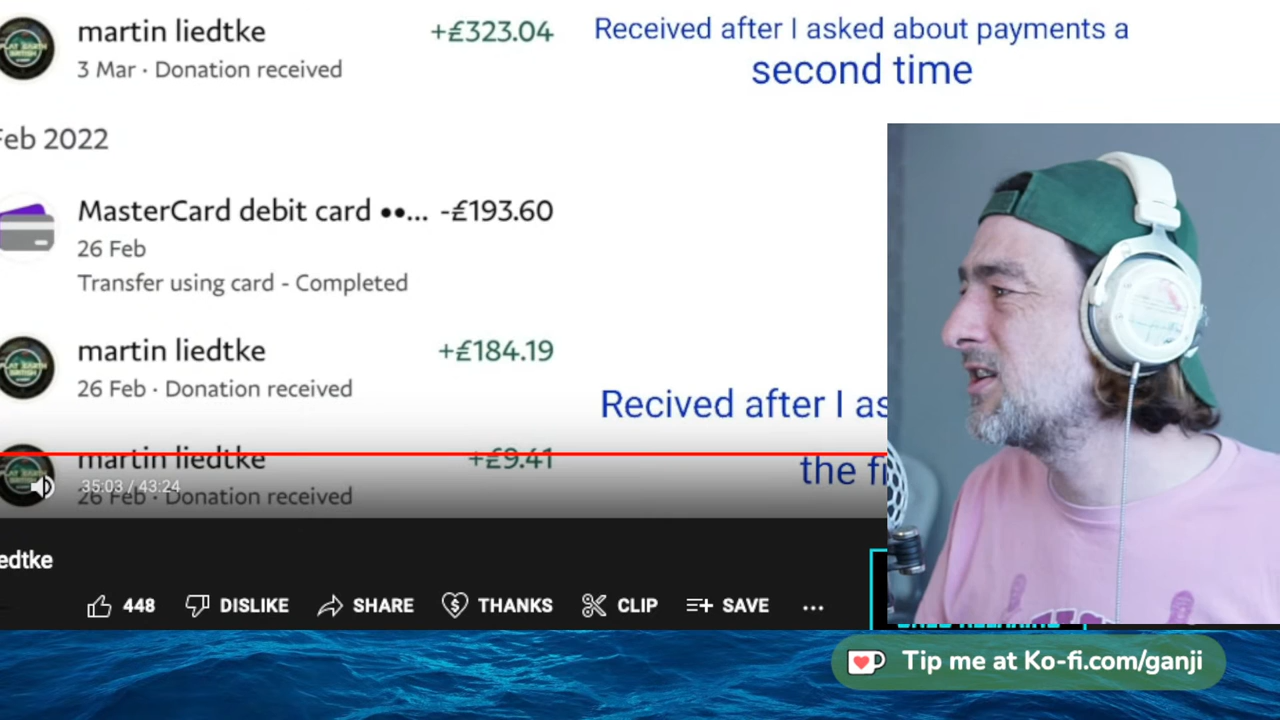 martin liedtke +£323.04 Received after I asked about payments a
3 Mar · Donation received second time
Feb 2022
MasterCard debit card ••... -£193.60
26 Feb
Transfer using card - Completed
martin liedtke +£184.19
26 Feb · Donation received Recived after I as
martin liedtke +£9.41 the fi
35:03 / 43:24
26 Feb · Donation received
edtke
448 DISLIKE SHARE THANKS CLIP SAVE ...
Tip me at Ko-fi.com/ganji